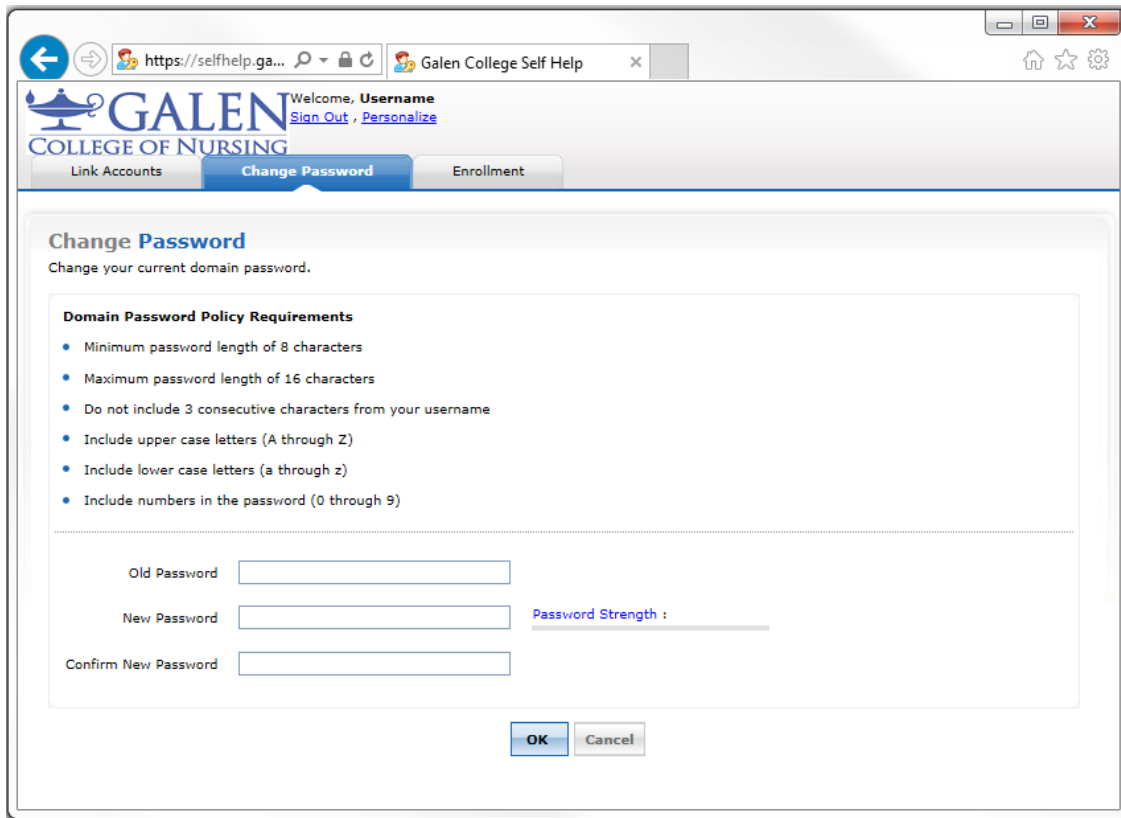 https://selfhelp.ga...
Galen College Self Help
GALEN
COLLEGE OF NURSING
Welcome, Username
Sign Out , Personalize
Link Accounts
Change Password
Enrollment
Change Password
Change your current domain password.
Domain Password Policy Requirements
• Minimum password length of 8 characters
• Maximum password length of 16 characters
• Do not include 3 consecutive characters from your username
• Include upper case letters (A through Z)
• Include lower case letters (a through z)
• Include numbers in the password (0 through 9)
Old Password
New Password
Password Strength :
Confirm New Password
OK
Cancel